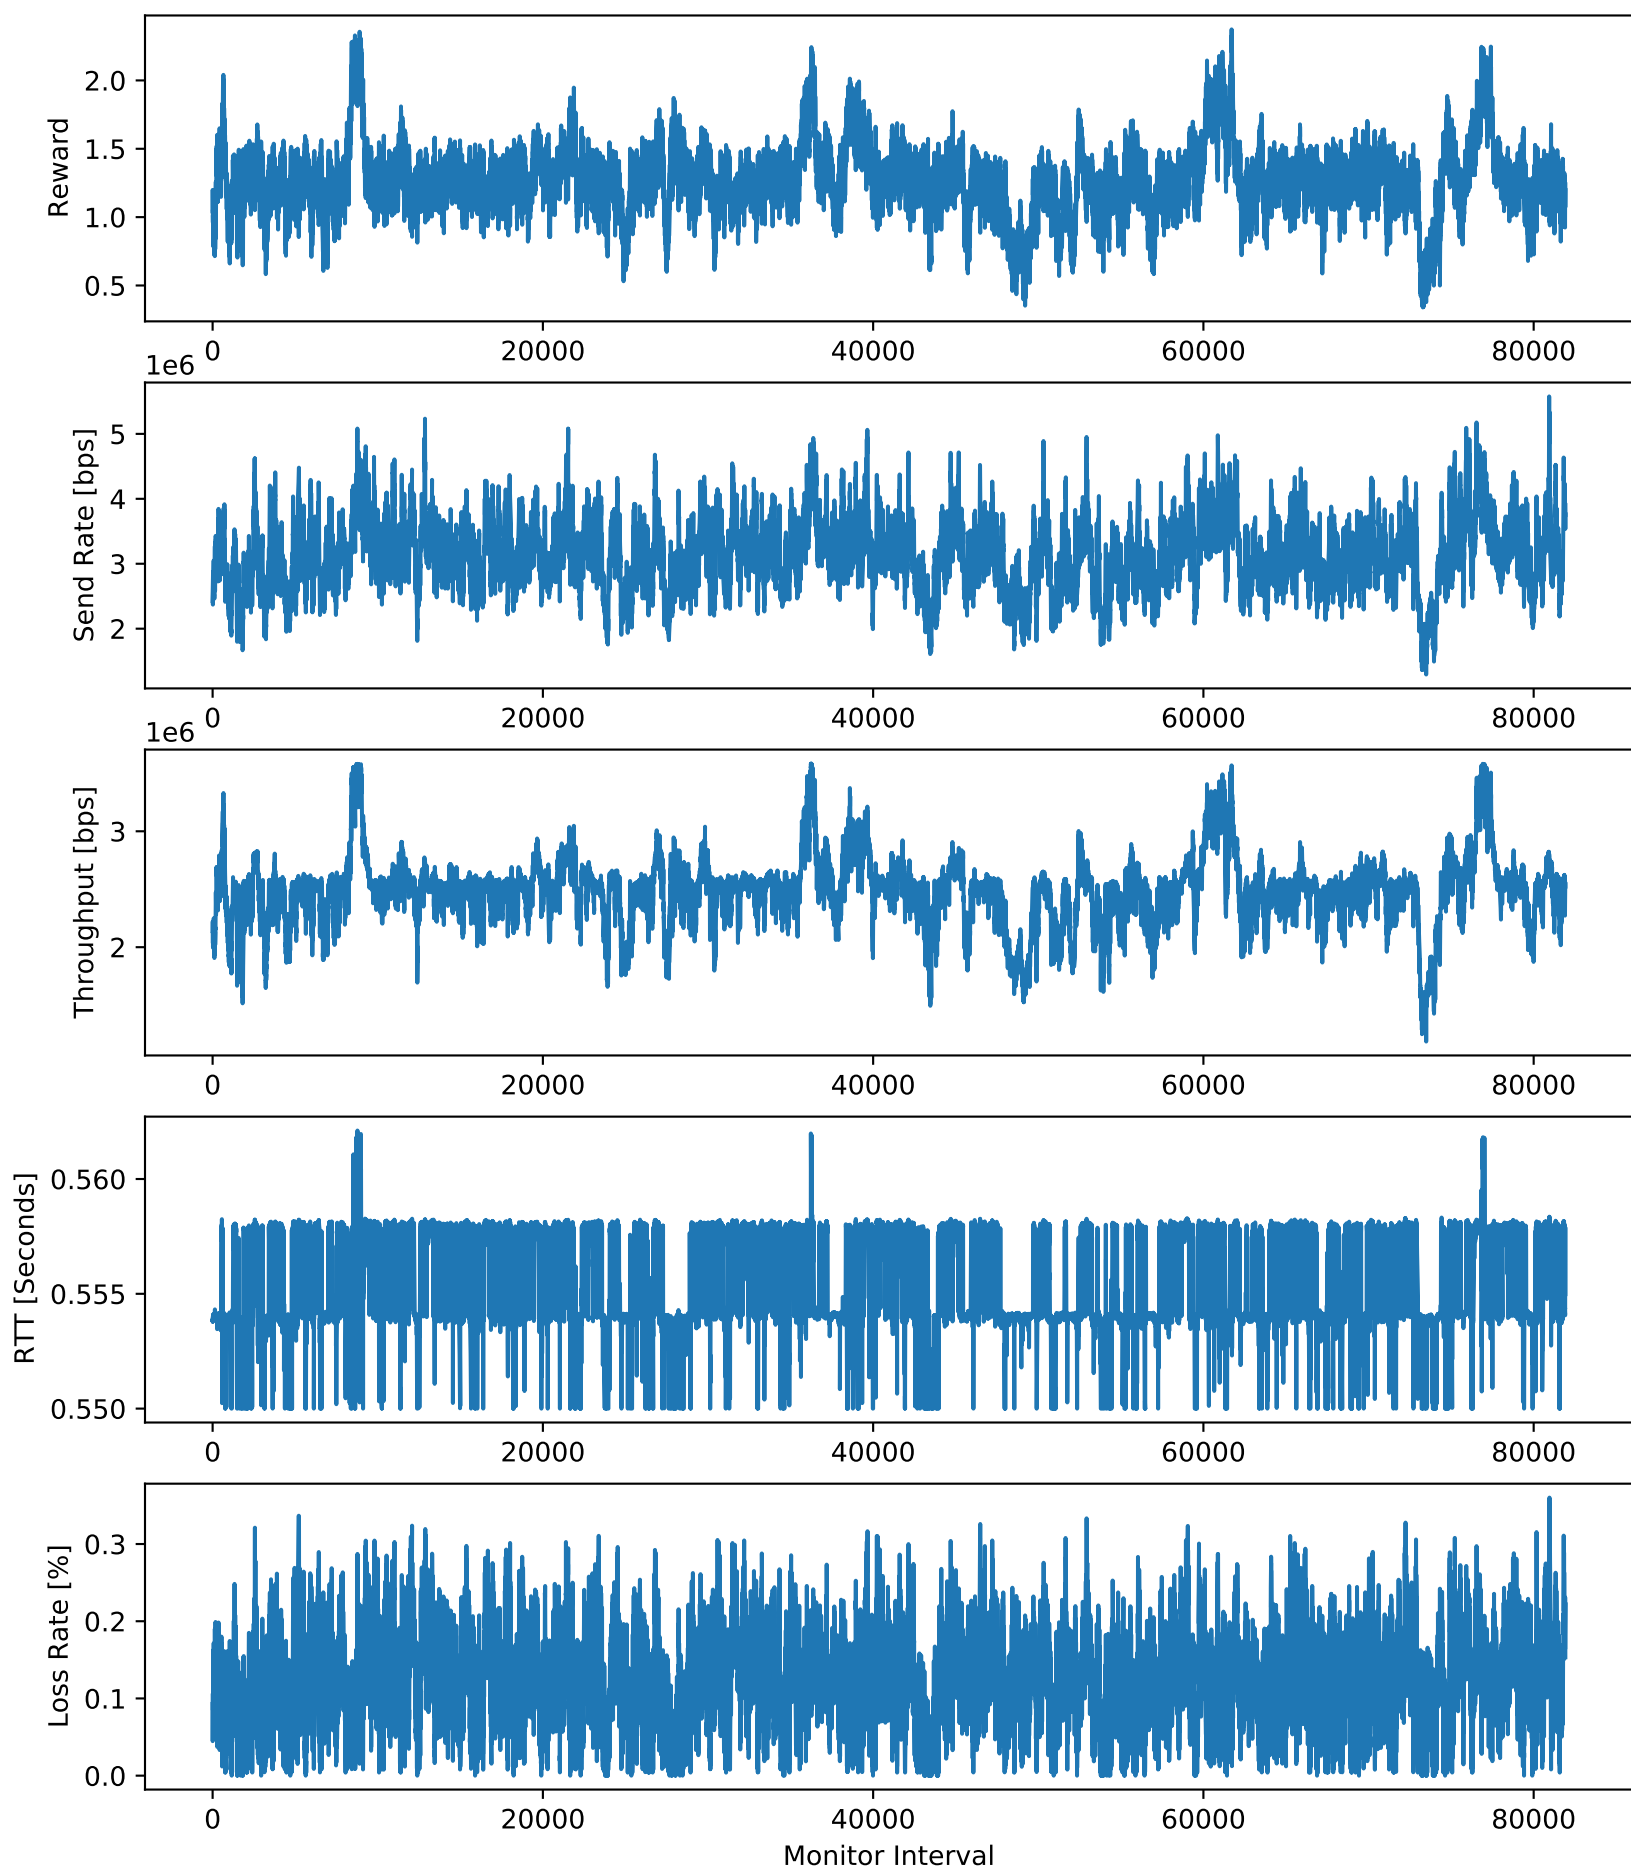 Reward
2.0
1.5
1.0
0.5
0 20000 40000 60000 80000
1e6
Send Rate [bps]
5
4
3
2
0 20000 40000 60000 80000
1e6
Throughput [bps]
3
2
0 20000 40000 60000 80000
RTT [Seconds]
0.560
0.555
0.550
0 20000 40000 60000 80000
Loss Rate [%]
0.3
0.2
0.1
0.0
0 20000 40000 60000 80000
Monitor Interval